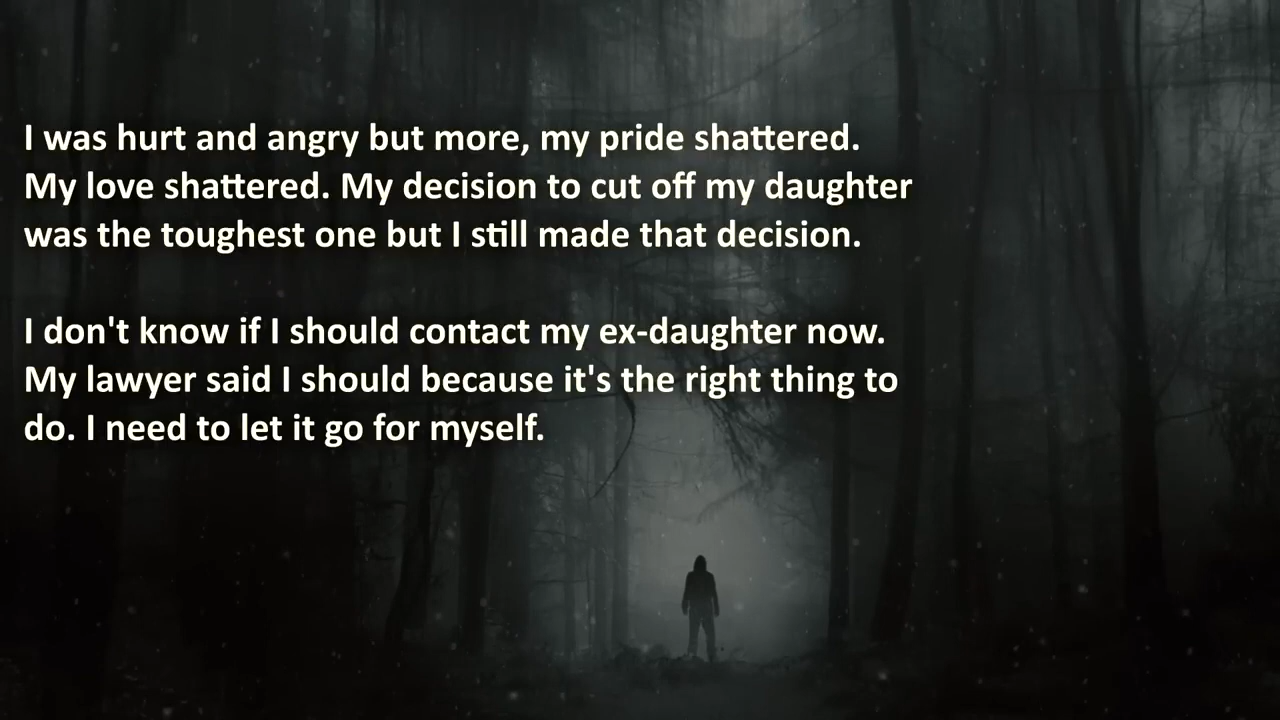 I was hurt and angry but more, my pride shattered.
My love shattered. My decision to cut off my daughter
was the toughest one but I still made that decision.
I don't know if I should contact my ex-daughter now.
My lawyer said I should because it's the right thing to
do. I need to let it go for myself.